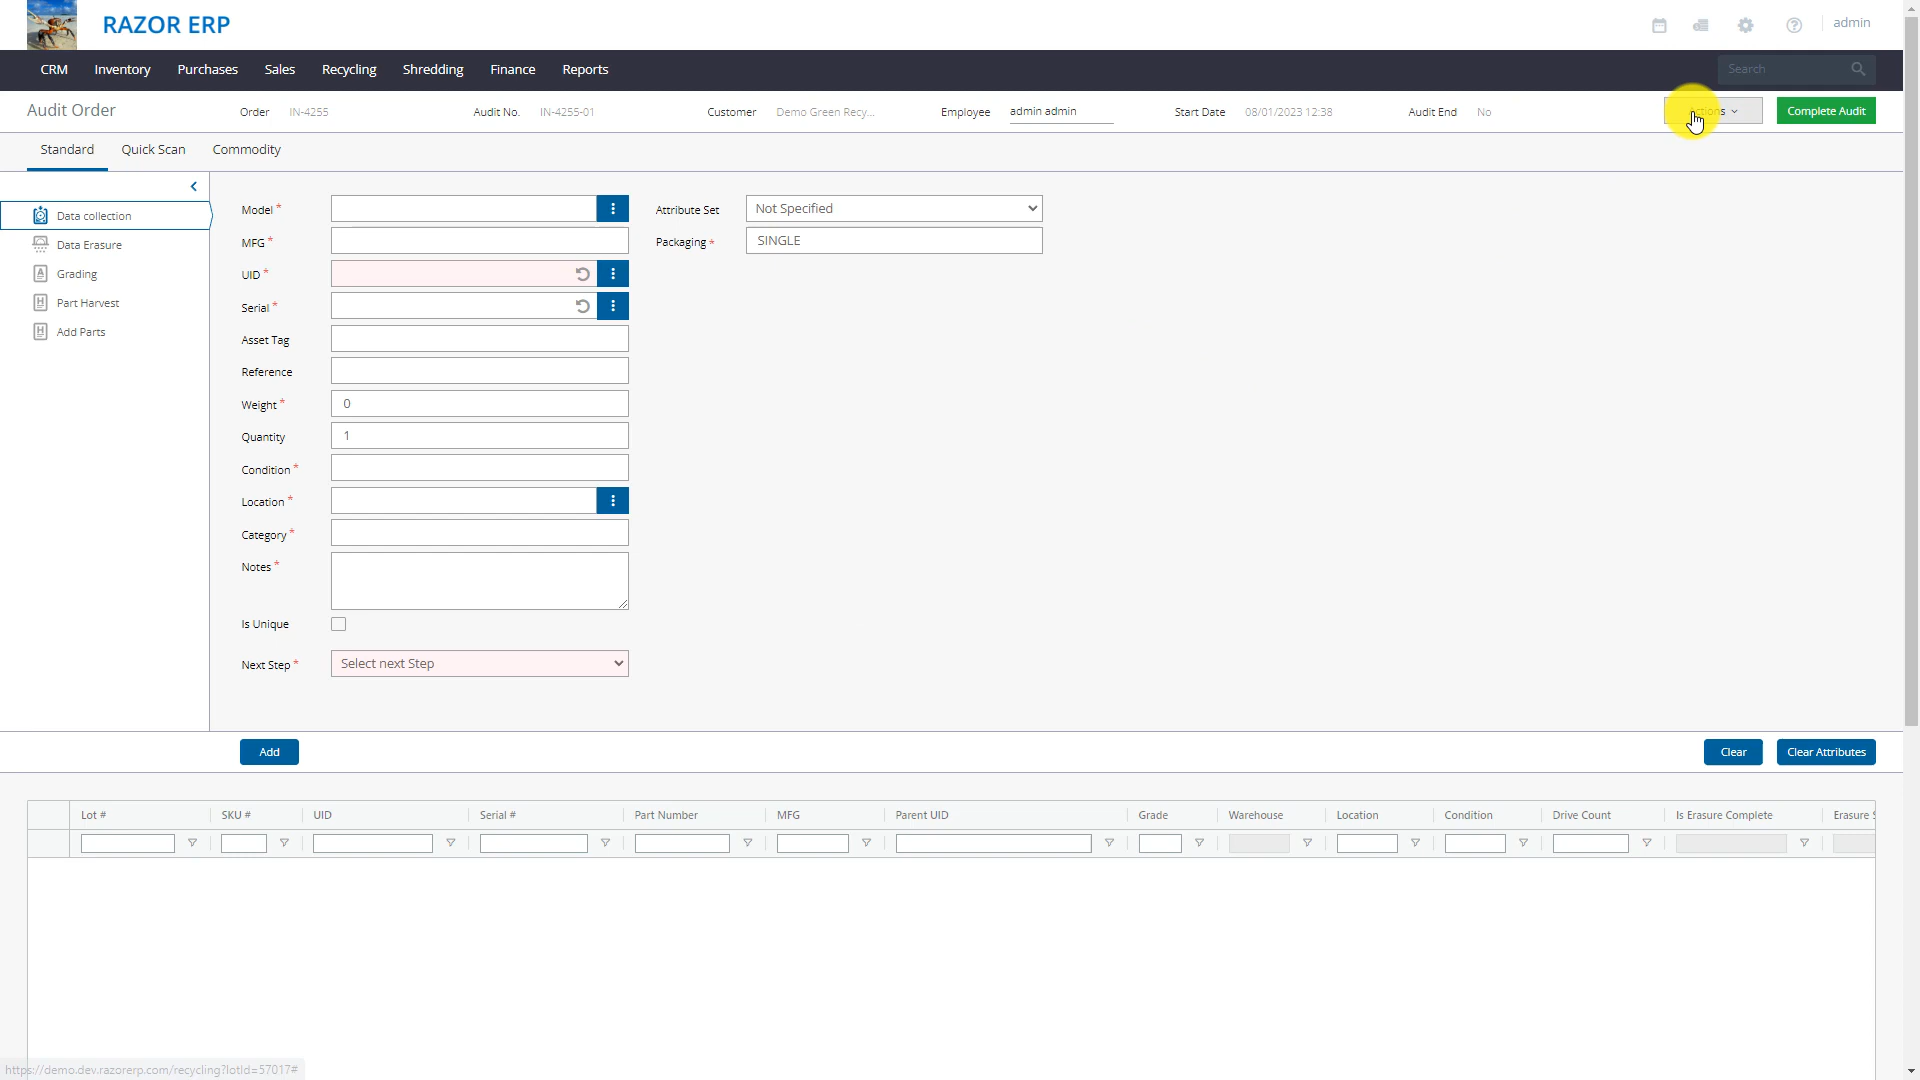 RAZOR ERP
admin
CRM Inventory Purchases Sales Recycling Shredding Finance Reports Search
Audit Order Order IN-4255 Audit No. IN-4255-01 Customer Demo Green Recy... Employee admin admin Start Date 08/01/2023 12:38 Audit End No Actions Complete Audit
Standard Quick Scan Commodity
Data collection
Data Erasure
Grading
Part Harvest
Add Parts
Model * Attribute Set Not Specified
MFG * Packaging * SINGLE
UID *
Serial *
Asset Tag
Reference
Weight * 0
Quantity 1
Condition *
Location *
Category *
Notes *
Is Unique
Next Step * Select next Step
Add Clear Clear Attributes
Lot # SKU # UID Serial # Part Number MFG Parent UID Grade Warehouse Location Condition Drive Count Is Erasure Complete Erasure S
https://demo.dev.razorerp.com/recycling?lotId=57017#